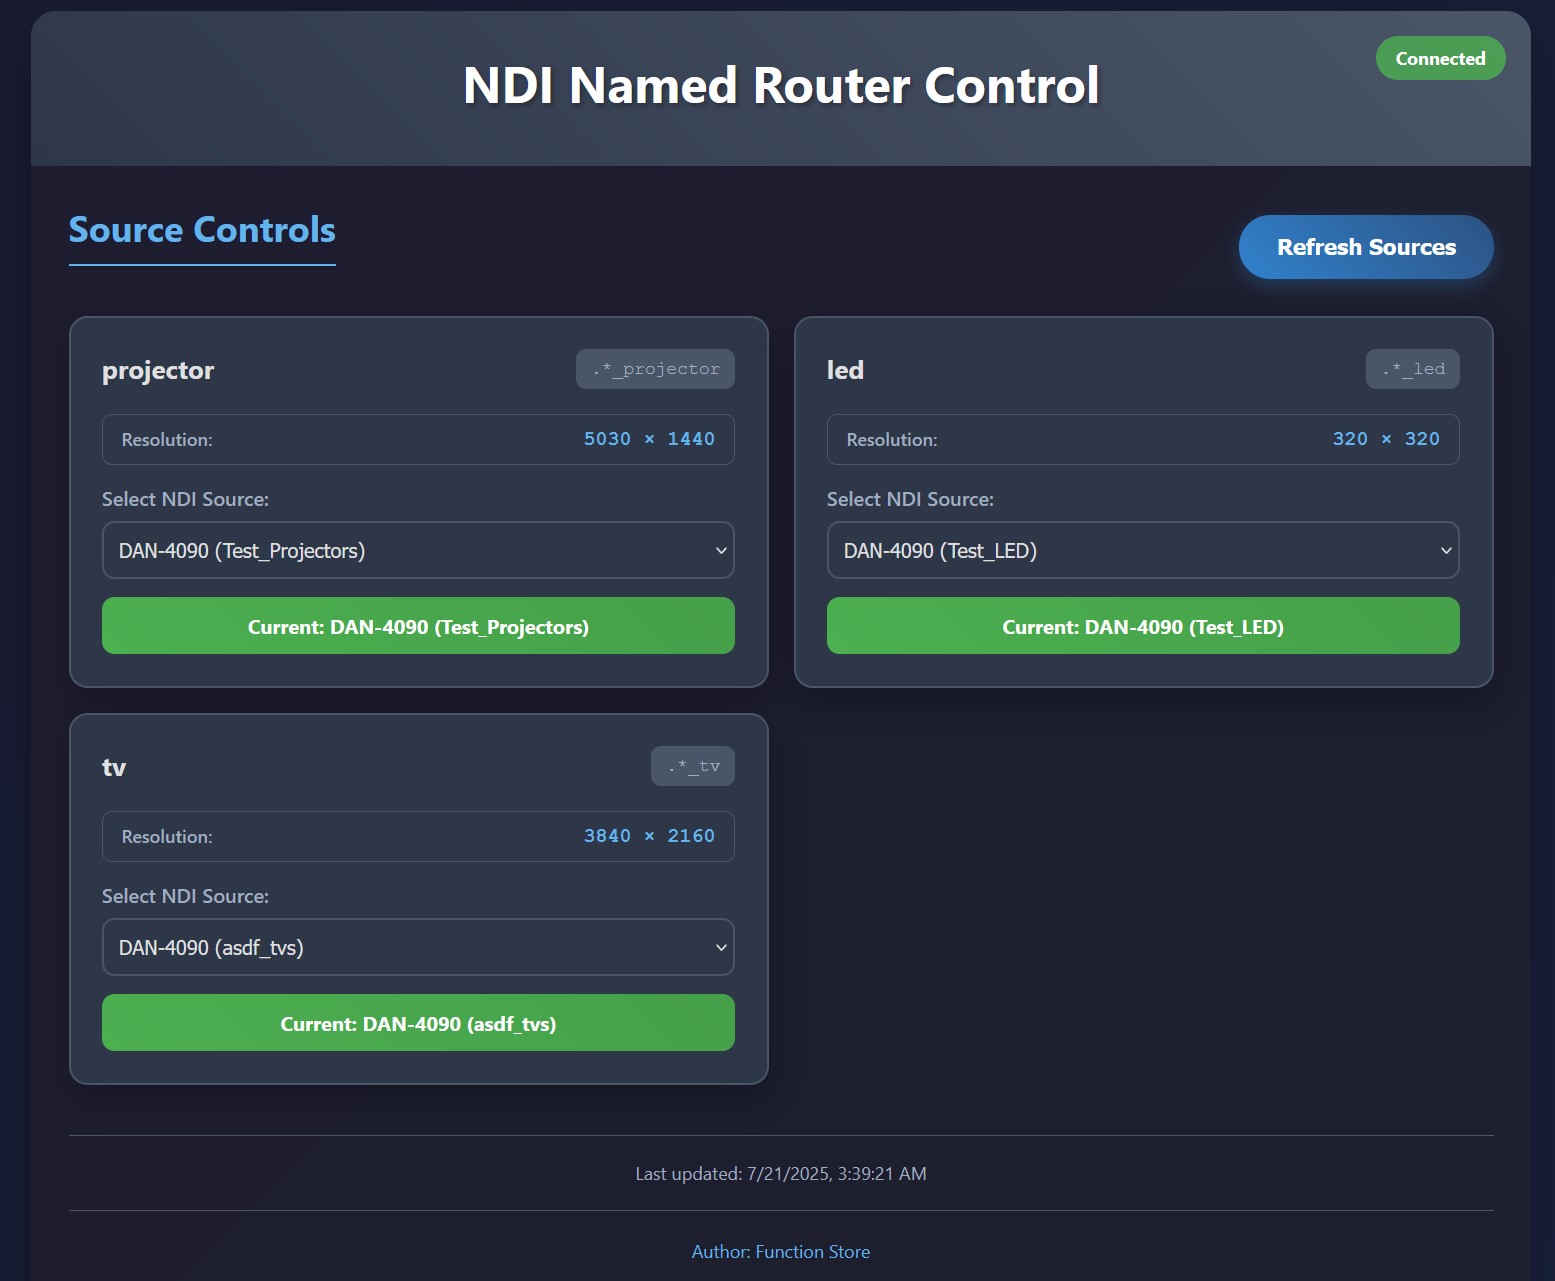 NDI Named Router Control
Connected
Source Controls
Refresh Sources
projector
.*_projector
Resolution:
5030 × 1440
Select NDI Source:
DAN-4090 (Test_Projectors)
Current: DAN-4090 (Test_Projectors)
led
.*_led
Resolution:
320 × 320
Select NDI Source:
DAN-4090 (Test_LED)
Current: DAN-4090 (Test_LED)
tv
.*_tv
Resolution:
3840 × 2160
Select NDI Source:
DAN-4090 (asdf_tvs)
Current: DAN-4090 (asdf_tvs)
Last updated: 7/21/2025, 3:39:21 AM
Author: Function Store